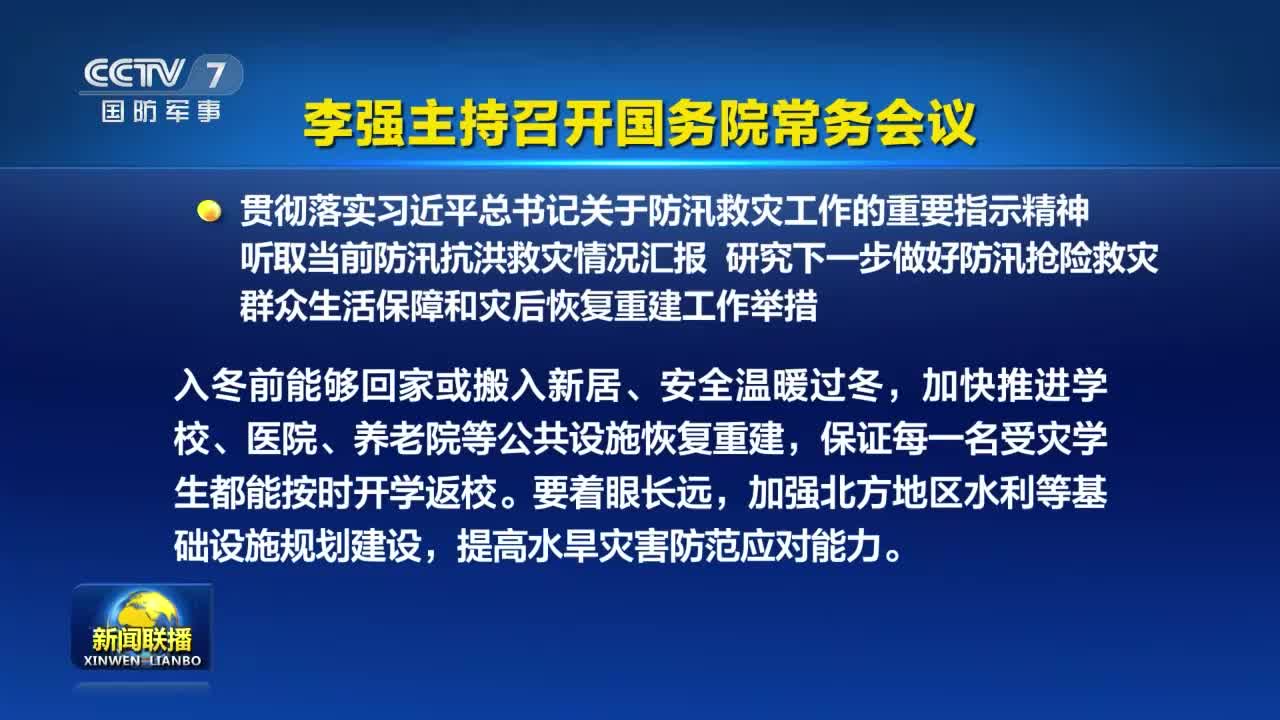 CCTV 7
国防军事
李强主持召开国务院常务会议
贯彻落实习近平总书记关于防汛救灾工作的重要指示精神
听取当前防汛抗洪救灾情况汇报 研究下一步做好防汛抢险救灾
群众生活保障和灾后恢复重建工作举措
入冬前能够回家或搬入新居、安全温暖过冬，加快推进学
校、医院、养老院等公共设施恢复重建，保证每一名受灾学
生都能按时开学返校。要着眼长远，加强北方地区水利等基
础设施规划建设，提高水旱灾害防范应对能力。
新闻联播
XINWEN LIANBO